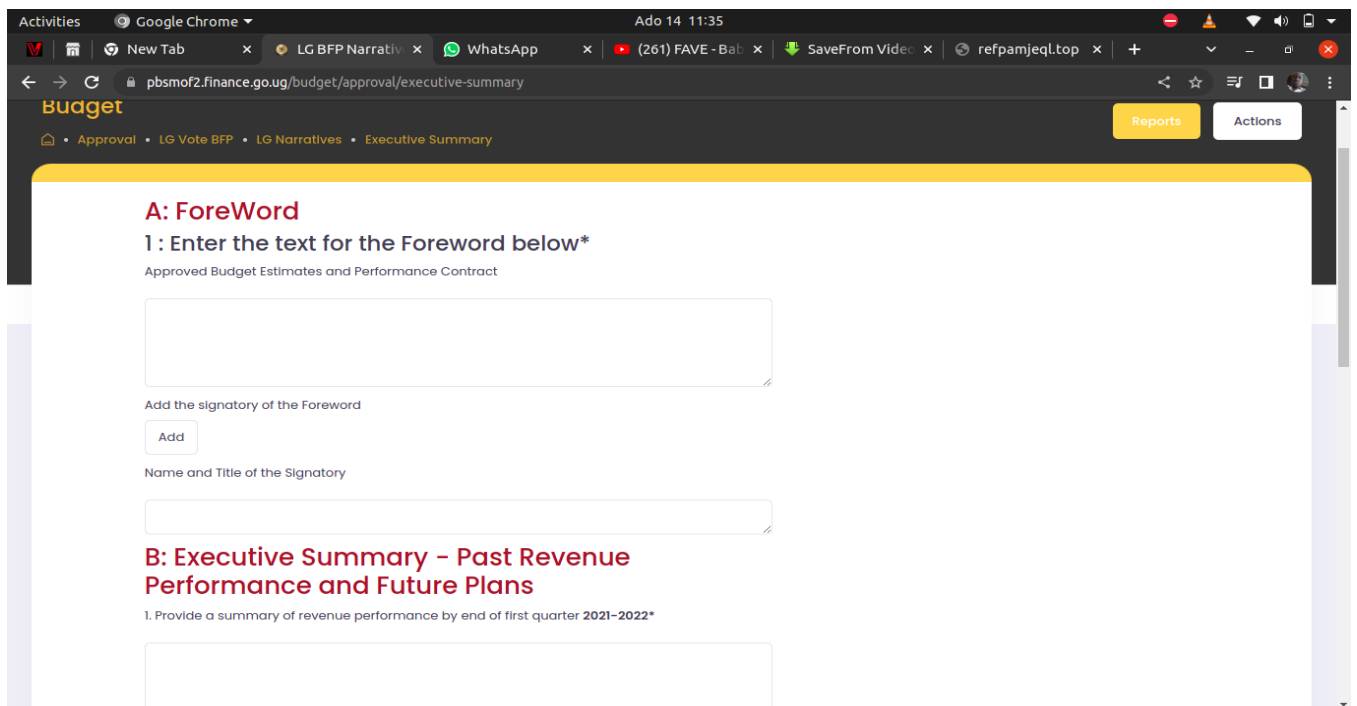 Activities Google Chrome Ado 14 11:35
New Tab LG BFP Narrativ WhatsApp (261) FAVE - Bab SaveFrom Video refpamjeql.top
pbsmof2.finance.go.ug/budget/approval/executive-summary
Budget
Approval • LG Vote BFP • LG Narratives • Executive Summary
Reports Actions
A: ForeWord
1 : Enter the text for the Foreword below*
Approved Budget Estimates and Performance Contract
Add the signatory of the Foreword
Add
Name and Title of the Signatory
B: Executive Summary - Past Revenue
Performance and Future Plans
1. Provide a summary of revenue performance by end of first quarter 2021-2022*